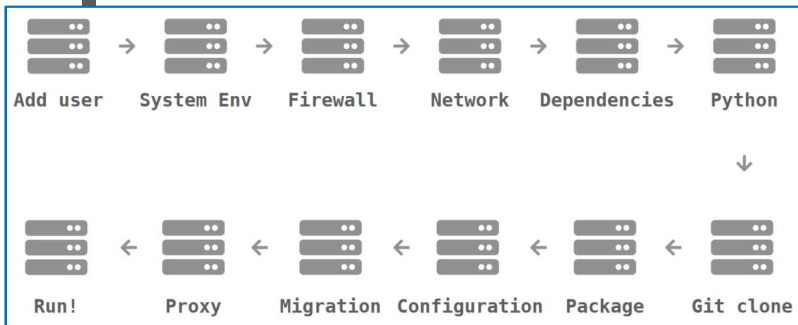 Add user System Env Firewall Network Dependencies Python
Run! Proxy Migration Configuration Package Git clone